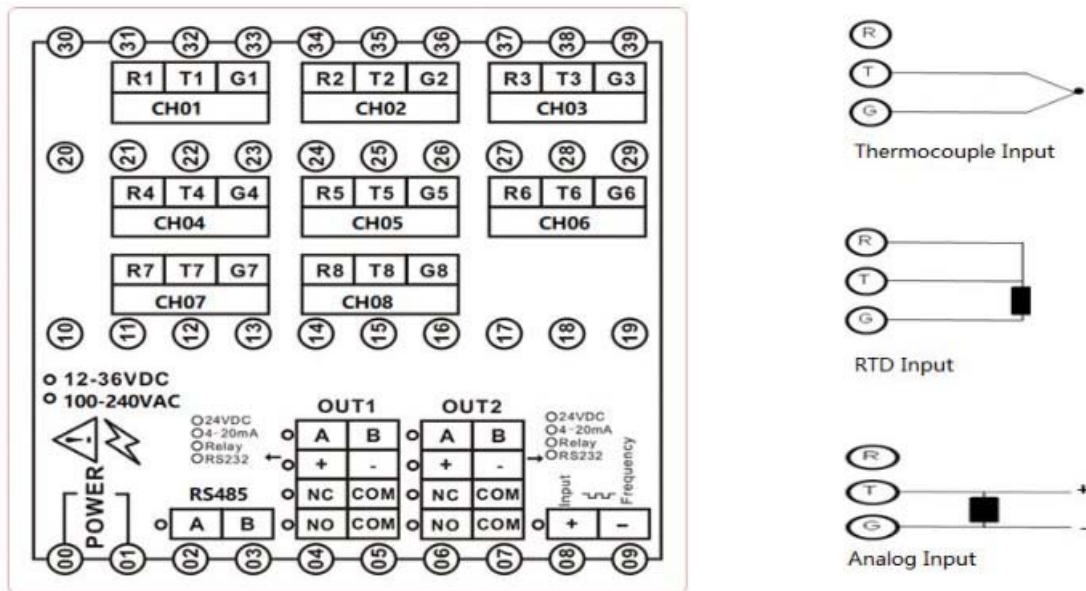 30 31 32 33 34 35 36 37 38 39
R1 T1 G1 R2 T2 G2 R3 T3 G3
CH01 CH02 CH03
20 21 22 23 24 25 26 27 28 29
R4 T4 G4 R5 T5 G5 R6 T6 G6
CH04 CH05 CH06
R7 T7 G7 R8 T8 G8
CH07 CH08
10 11 12 13 14 15 16 17 18 19
12-36VDC
100-240VAC
OUT1 OUT2
24VDC
4-20mA
Relay
RS232
A B A B
+ - + -
NC COM NC COM
NO COM NO COM
24VDC
4-20mA
Relay
RS232
POWER
RS485
A B
Input
Frequency
+ -
00 01 02 03 04 05 06 07 08 09
R
T
G
Thermocouple Input
R
T
G
RTD Input
R
T +
G -
Analog Input